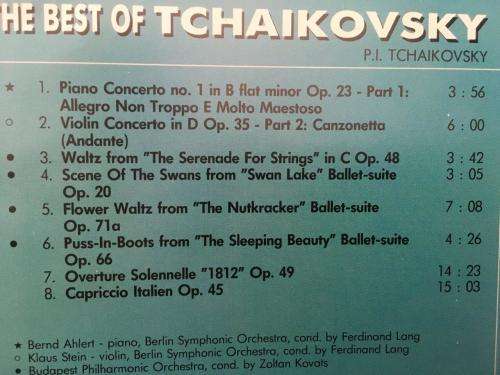 THE BEST OF TCHAIKOVSKY
P.I. TCHAIKOVSKY
★ 1. Piano Concerto no. 1 in B flat minor Op. 23 - Part 1: 3 : 56
Allegro Non Troppo E Molto Maestoso
○ 2. Violin Concerto in D Op. 35 - Part 2: Canzonetta 6 : 00
(Andante)
● 3. Waltz from "The Serenade For Strings" in C Op. 48 3 : 42
● 4. Scene Of The Swans from "Swan Lake" Ballet-suite 3 : 05
Op. 20
● 5. Flower Waltz from "The Nutkracker" Ballet-suite 7 : 08
Op. 71a
● 6. Puss-In-Boots from "The Sleeping Beauty" Ballet-suite 4 : 26
Op. 66
7. Overture Solennelle "1812" Op. 49 14 : 23
8. Capriccio Italien Op. 45 15 : 03
★ Bernd Ahlert - piano, Berlin Symphonic Orchestra, cond. by Ferdinand Lang
○ Klaus Stein - violin, Berlin Symphonic Orchestra, cond. by Ferdinand Lang
● Budapest Philharmonic Orchestra, cond. by Zoltan Kovats